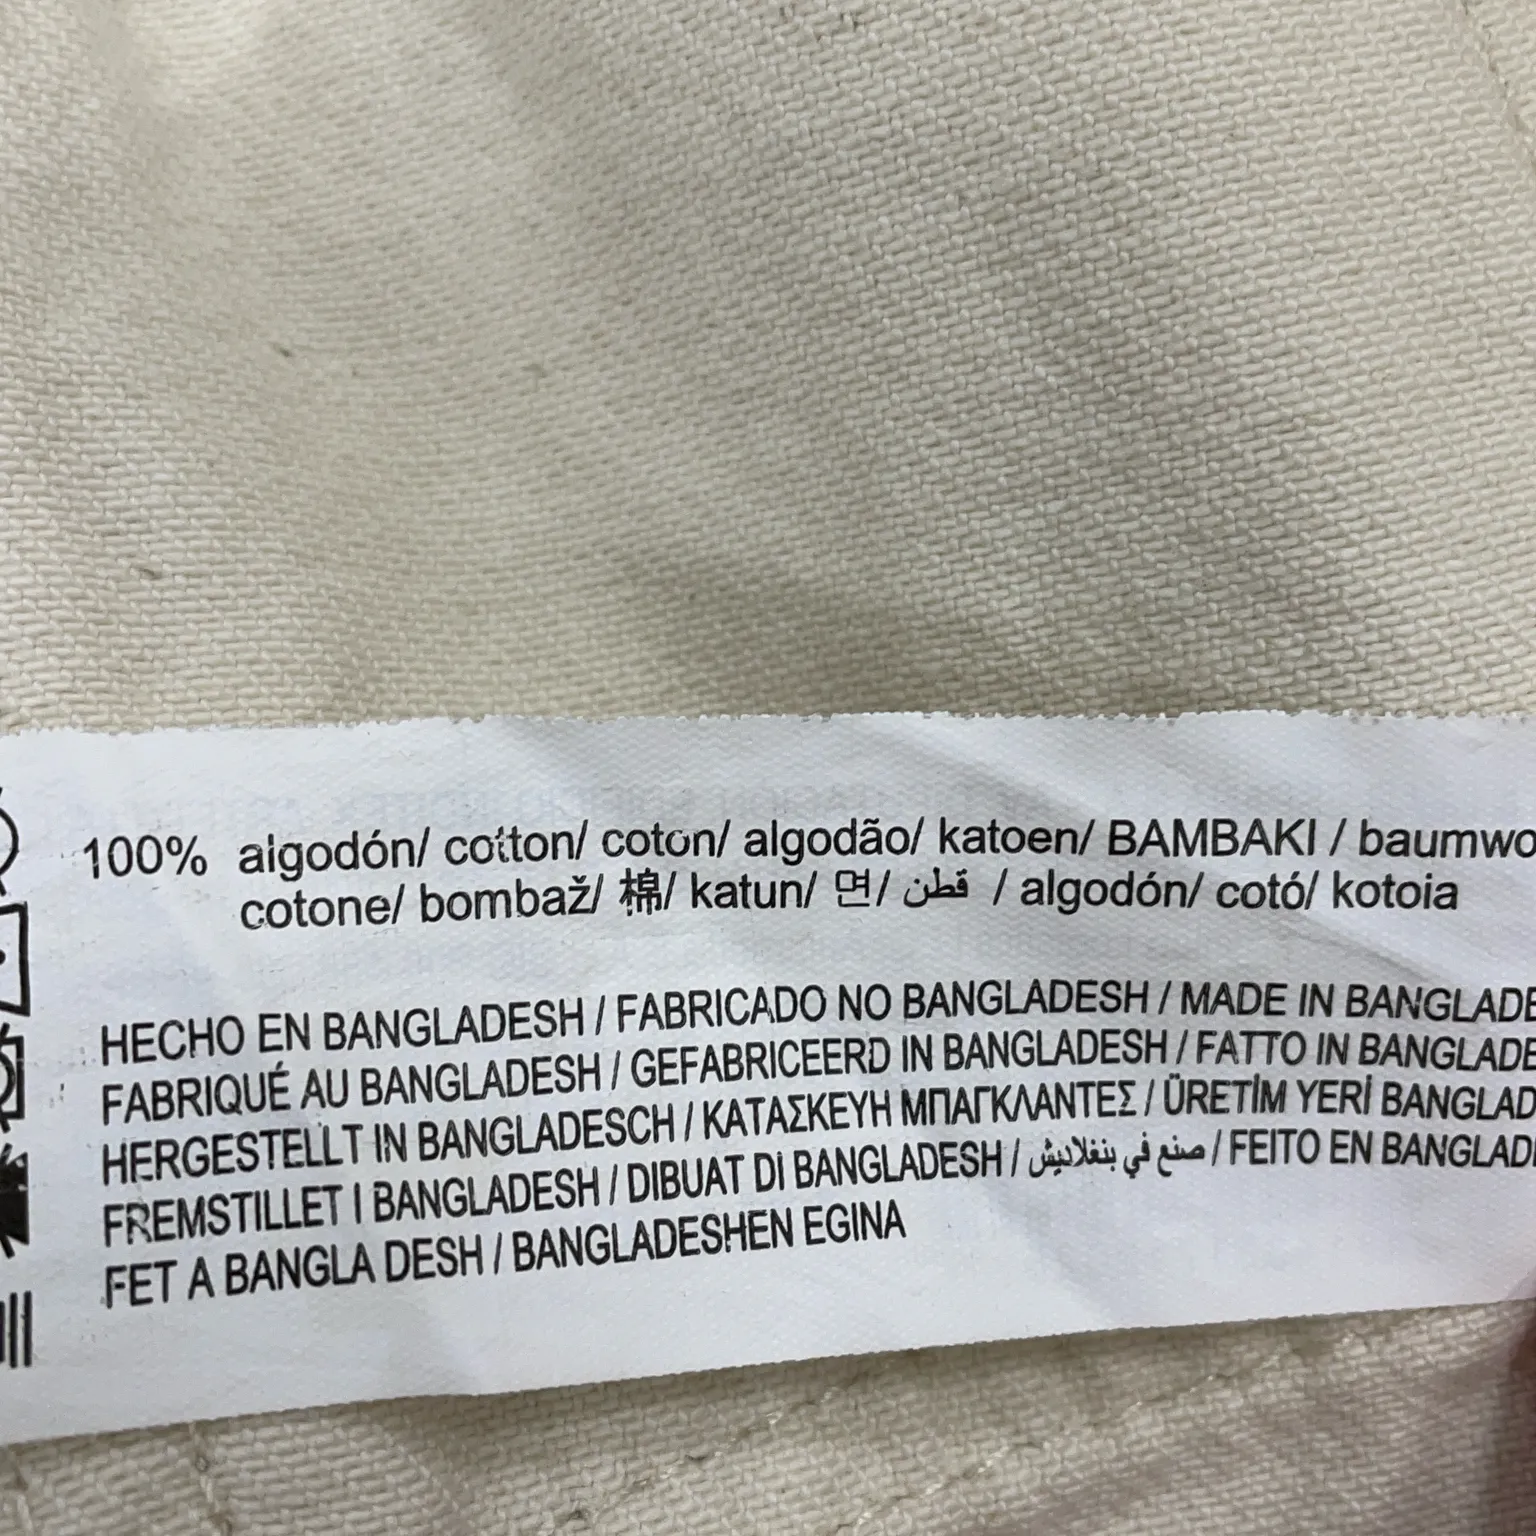 100% algodón/ cotton/ coton/ algodão/ katoen/ BAMBAKI / baumwo
cotone/ bombaž/ 棉/ katun/ 면/ قطن / algodón/ cotó/ kotoia
HECHO EN BANGLADESH / FABRICADO NO BANGLADESH / MADE IN BANGLADE
FABRIQUÉ AU BANGLADESH / GEFABRICEERD IN BANGLADESH / FATTO IN BANGLADE
HERGESTELLT IN BANGLADESCH / ΚΑΤΑΣΚΕΥΗ ΜΠΑΓΚΛΑΝΤΕΣ / ÜRETİM YERİ BANGLAD
FREMSTILLET I BANGLADESH / DIBUAT DI BANGLADESH / صنع في بنغلاديش / FEITO EN BANGLAD
FET A BANGLA DESH / BANGLADESHEN EGINA